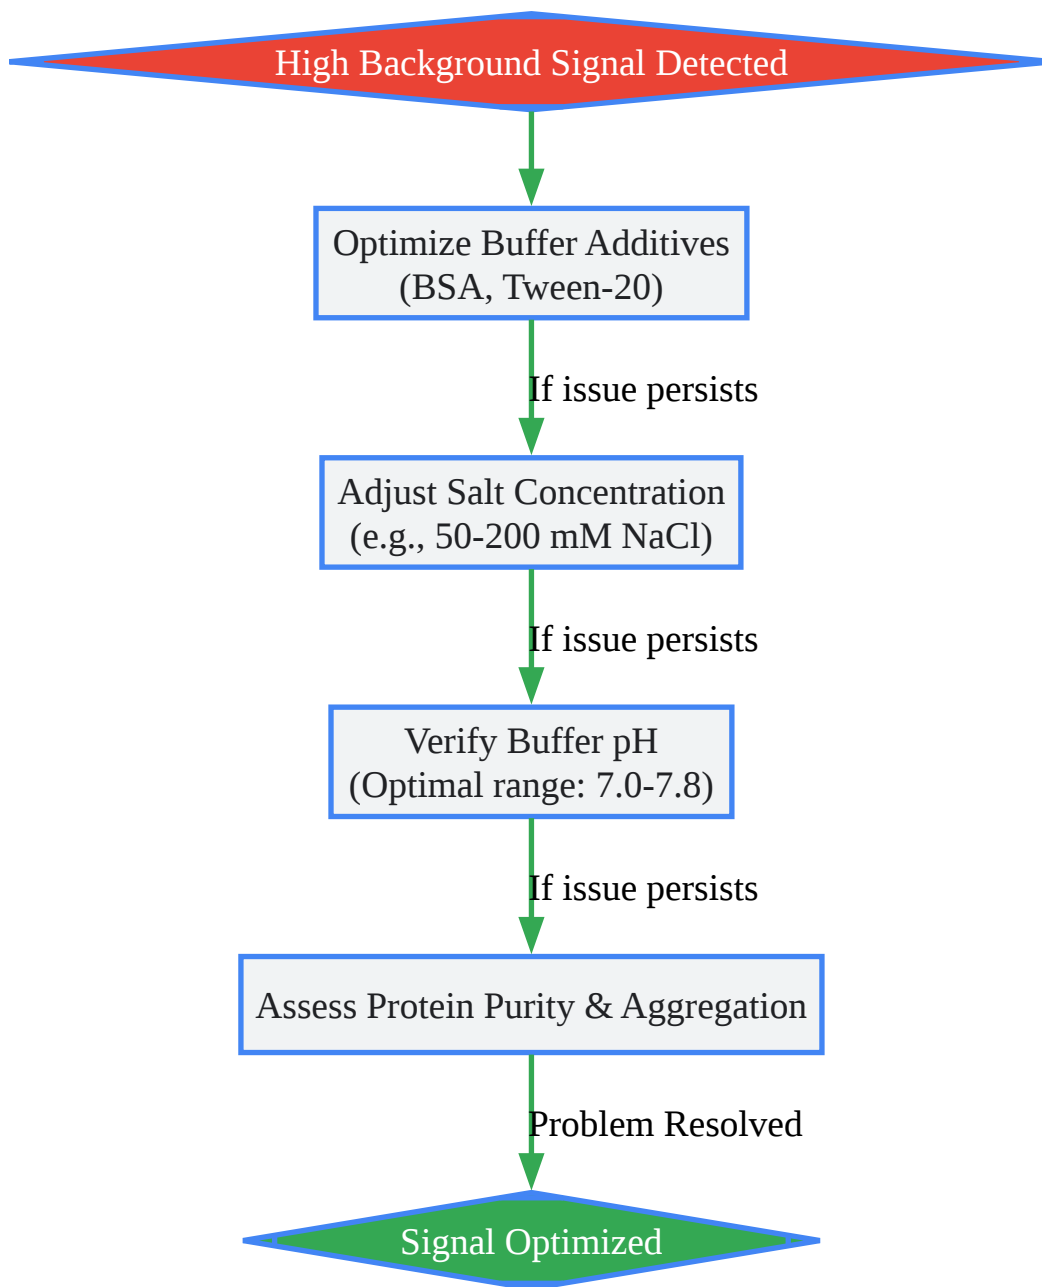 High Background Signal Detected
Optimize Buffer Additives
(BSA, Tween-20)
If issue persists
Adjust Salt Concentration
(e.g., 50-200 mM NaCl)
If issue persists
Verify Buffer pH
(Optimal range: 7.0-7.8)
If issue persists
Assess Protein Purity & Aggregation
Problem Resolved
Signal Optimized